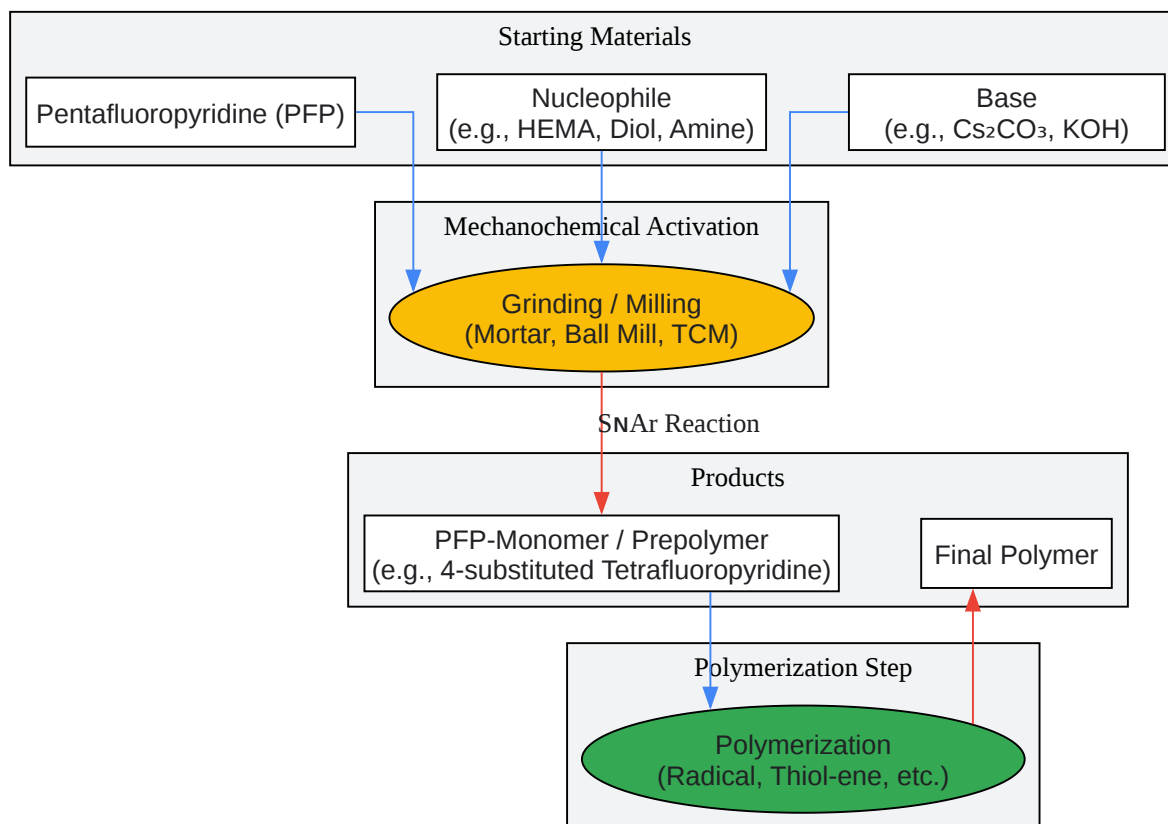 Starting Materials
Pentafluoropyridine (PFP)
Nucleophile
(e.g., HEMA, Diol, Amine)
Base
(e.g., Cs₂CO₃, KOH)
Mechanochemical Activation
Grinding / Milling
(Mortar, Ball Mill, TCM)
SɴAr Reaction
Products
PFP-Monomer / Prepolymer
(e.g., 4-substituted Tetrafluoropyridine)
Final Polymer
Polymerization Step
Polymerization
(Radical, Thiol-ene, etc.)